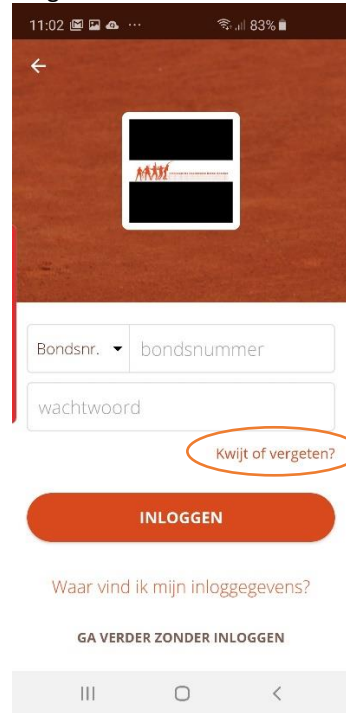 11:02 ... 83%
Bondsnr. bondsnummer
wachtwoord
Kwijt of vergeten?
INLOGGEN
Waar vind ik mijn inloggegevens?
GA VERDER ZONDER INLOGGEN